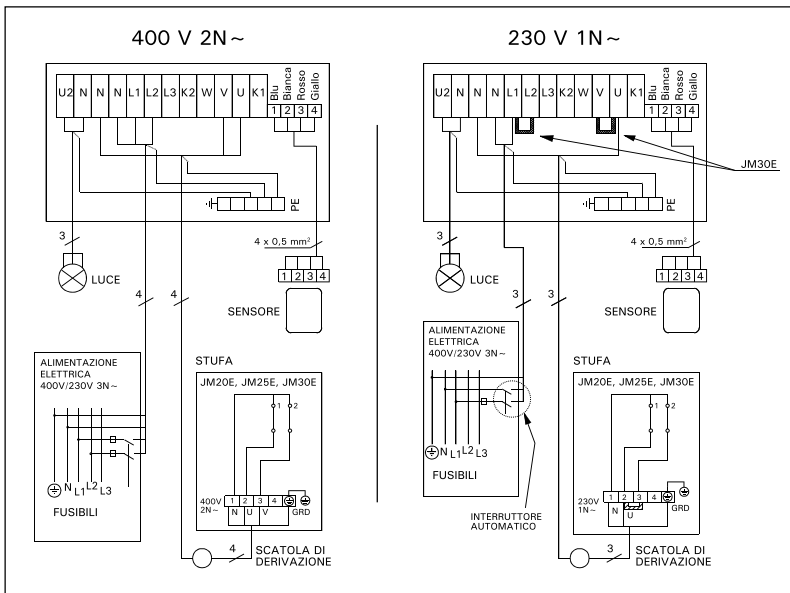 400 V 2N~
U2 N N N L1 L2 L3 K2 W V U K1
Blu
Bianca
Rosso
Giallo
1 2 3 4
PE
3
LUCE
4
4
4 x 0,5 mm²
1 2 3 4
SENSORE
ALIMENTAZIONE
ELETTRICA
400V/230V 3N~
N L1 L2 L3
FUSIBILI
STUFA
JM20E, JM25E, JM30E
1 2
400V
2N~
1 2 3 4
N U V
GRD
4
SCATOLA DI
DERIVAZIONE
230 V 1N~
U2 N N N L1 L2 L3 K2 W V U K1
Blu
Bianca
Rosso
Giallo
1 2 3 4
JM30E
PE
3
LUCE
3
3
4 x 0,5 mm²
1 2 3 4
SENSORE
ALIMENTAZIONE
ELETTRICA
400V/230V 3N~
N L1 L2 L3
FUSIBILI
INTERRUTTORE
AUTOMATICO
STUFA
JM20E, JM25E, JM30E
1 2
230V
1N~
1 2 3 4
N U
GRD
3
SCATOLA DI
DERIVAZIONE